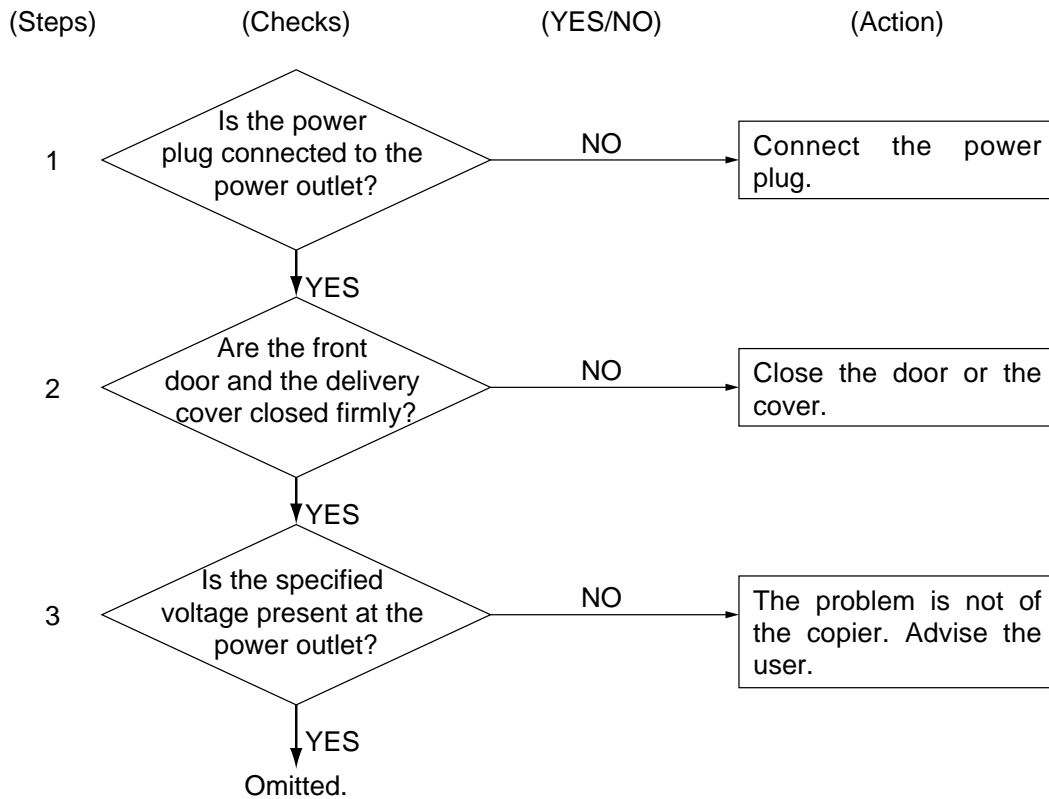 (Steps) (Checks) (YES/NO) (Action)
1
Is the power
plug connected to the
power outlet?
NO
Connect the power
plug.
YES
2
Are the front
door and the delivery
cover closed firmly?
NO
Close the door or the
cover.
YES
3
Is the specified
voltage present at the
power outlet?
NO
The problem is not of
the copier. Advise the
user.
YES
Omitted.